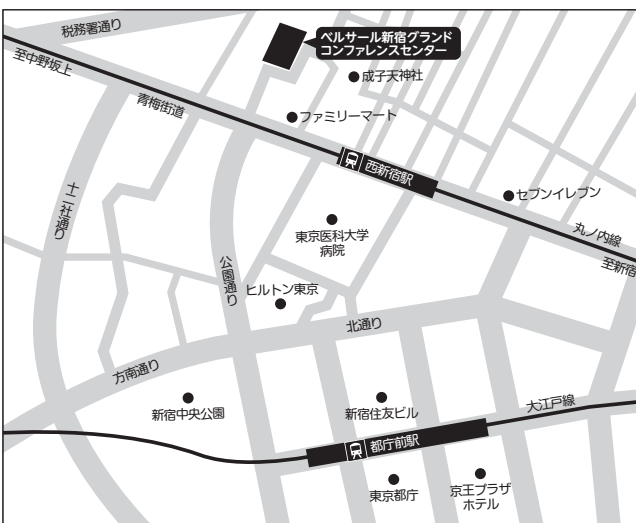 税務署通り
ベルサール新宿グランド
コンファレンスセンター
至中野坂上
成子天神社
青梅街道
ファミリーマート
西新宿駅
十二社通り
セブンイレブン
丸ノ内線
東京医科大学
病院
至新宿
公園通り
ヒルトン東京
北通り
方南通り
新宿中央公園
新宿住友ビル
大江戸線
都庁前駅
東京都庁
京王プラザ
ホテル